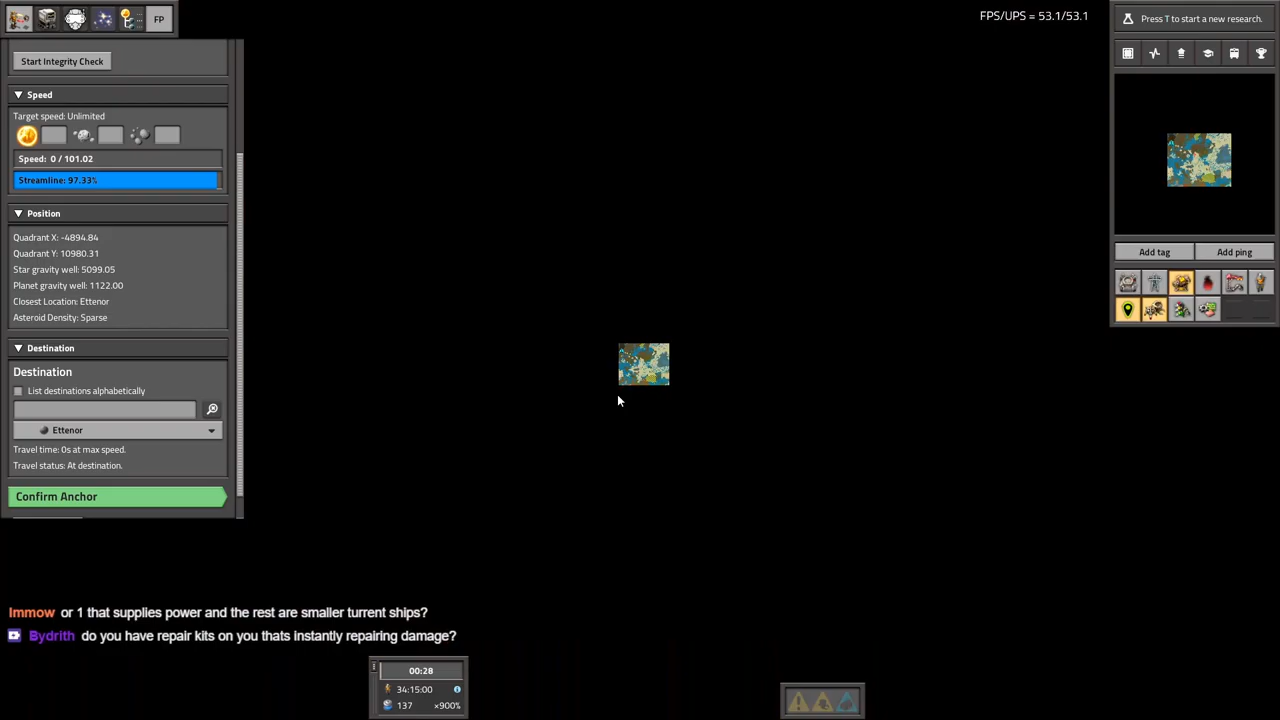 FP
FPS/UPS = 53.1/53.1
Press T to start a new research.
Start Integrity Check
Speed
Target speed: Unlimited
Speed: 0 / 101.02
Streamline: 97.33%
Position
Quadrant X: -4894.84
Quadrant Y: 10980.31
Star gravity well: 5099.05
Planet gravity well: 1122.00
Closest Location: Ettenor
Asteroid Density: Sparse
Destination
Destination
List destinations alphabetically
Ettenor
Travel time: 0s at max speed.
Travel status: At destination.
Confirm Anchor
Add tag
Add ping
Immow or 1 that supplies power and the rest are smaller turrent ships?
Bydrith do you have repair kits on you thats instantly repairing damage?
00:28
34:15:00
137 ×900%